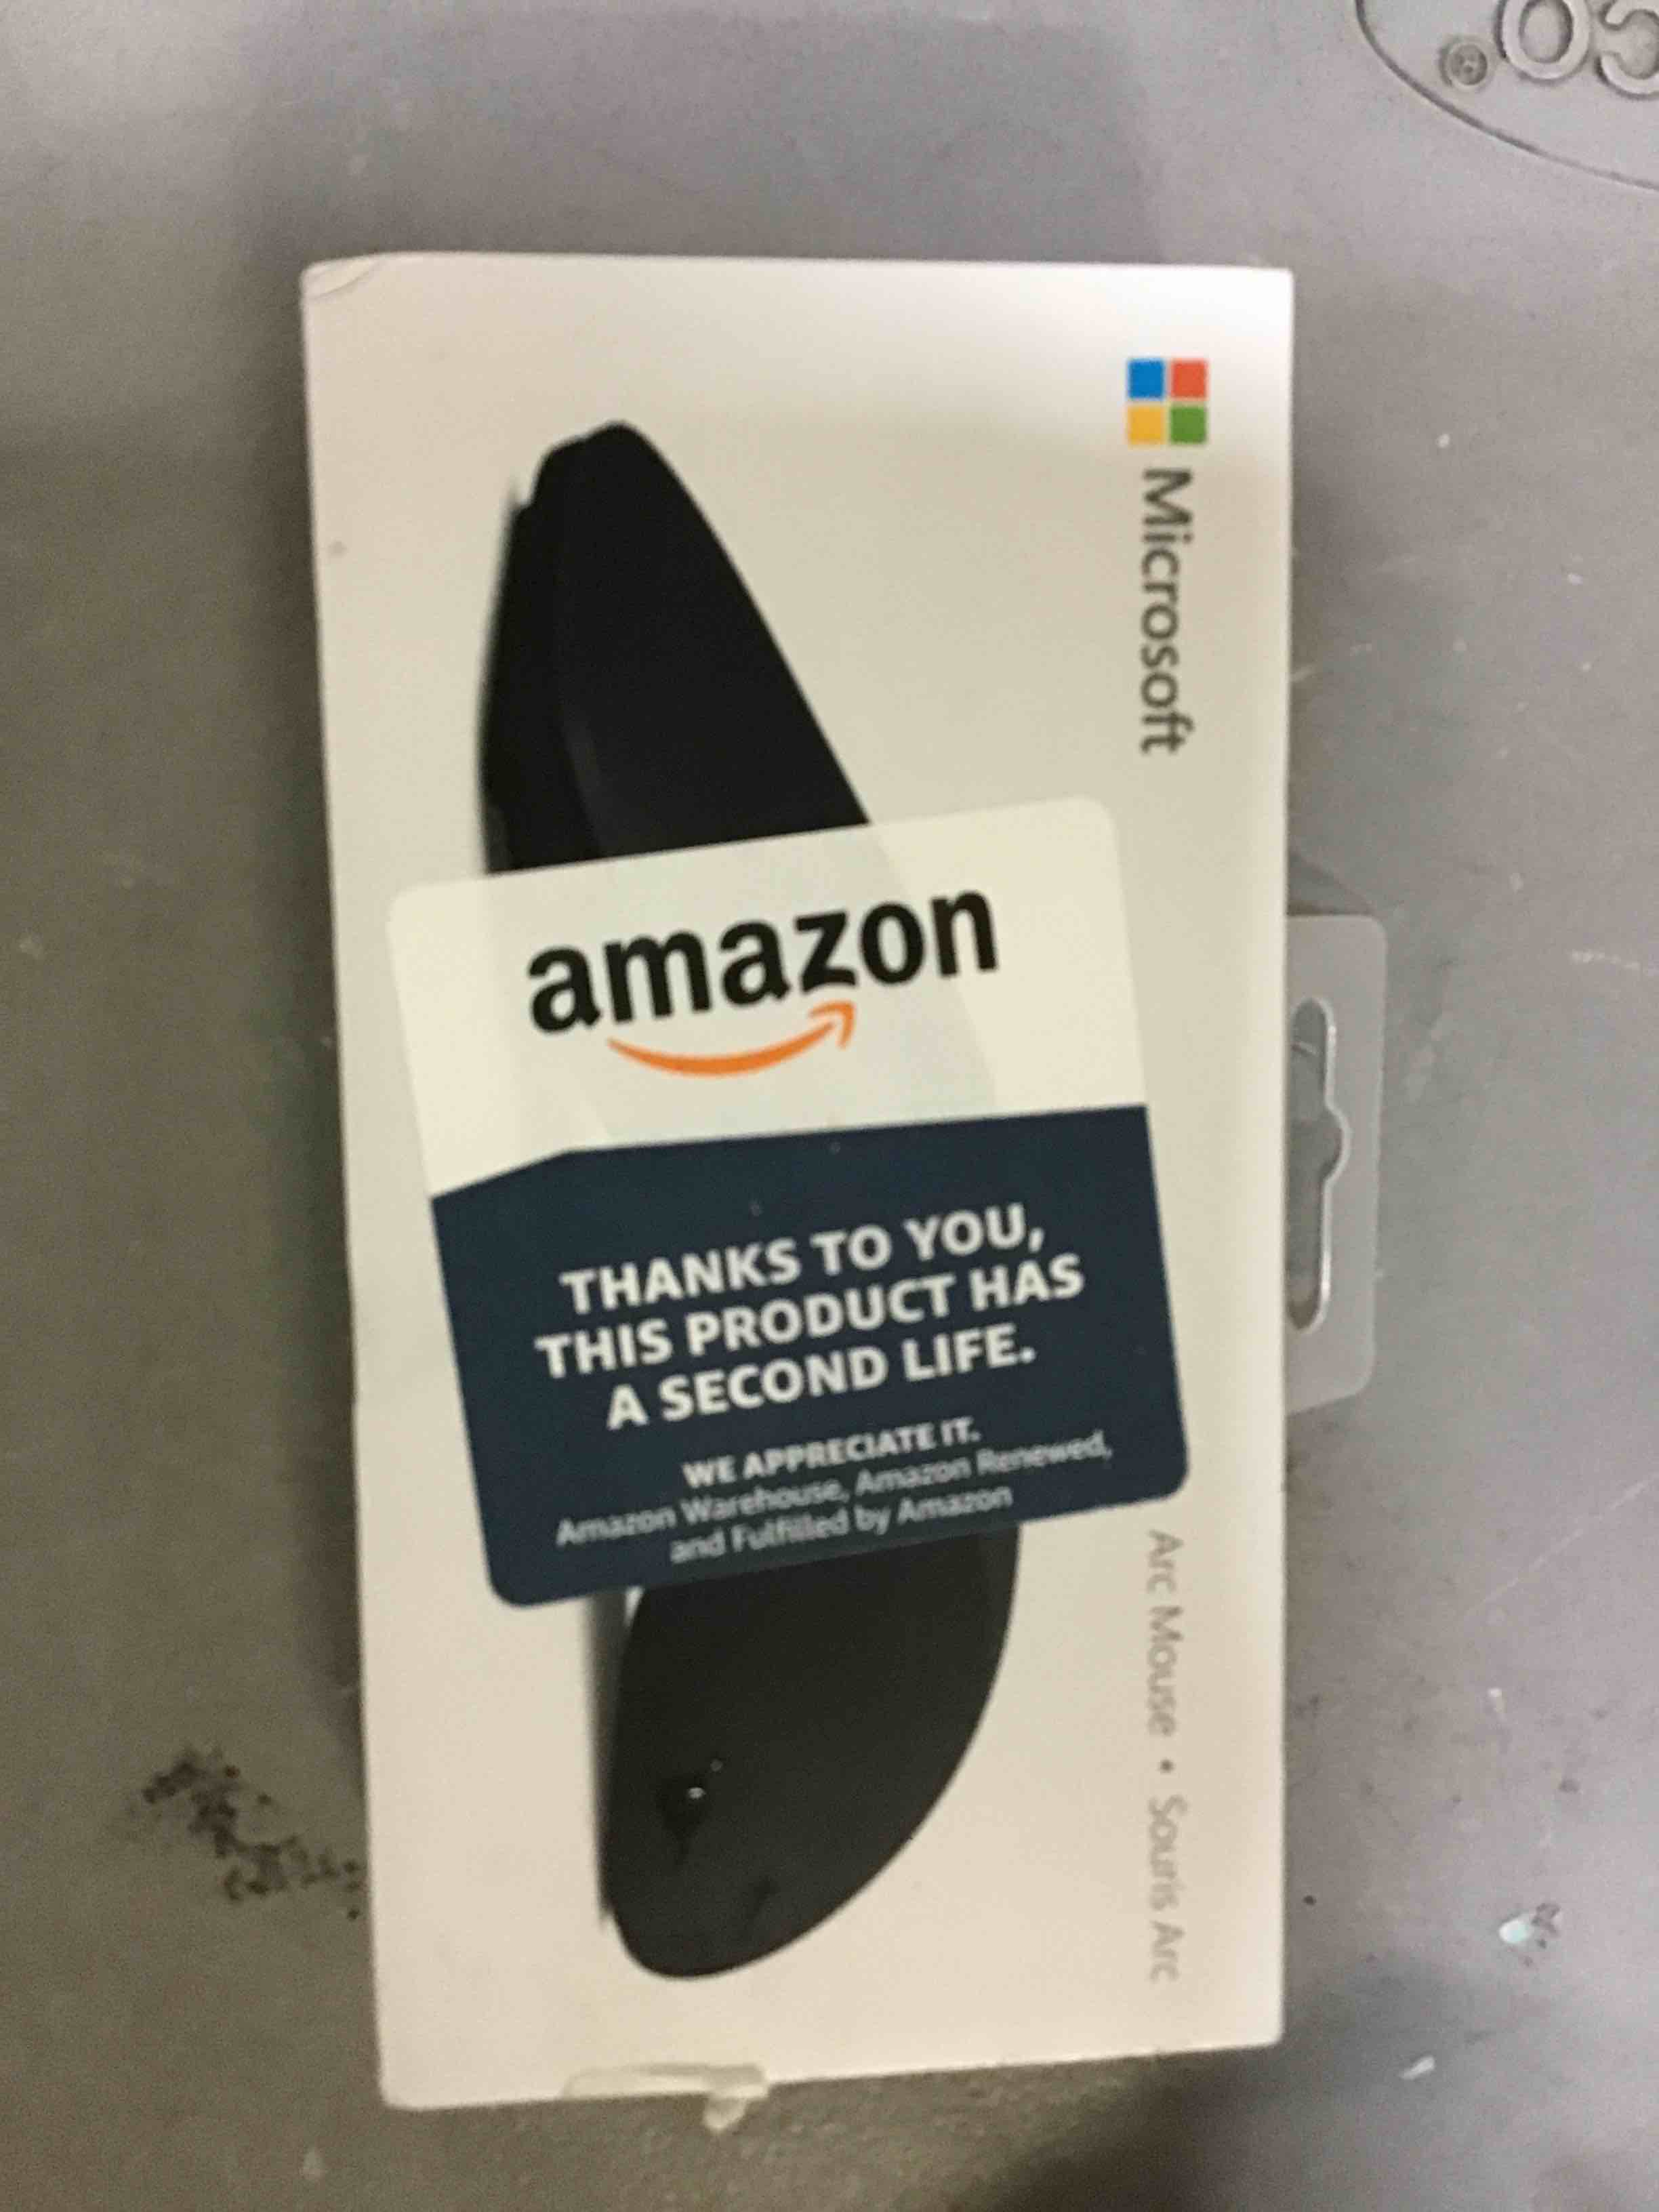 Microsoft
amazon
THANKS TO YOU,
THIS PRODUCT HAS
A SECOND LIFE.
WE APPRECIATE IT.
Amazon Warehouse, Amazon Renewed,
and Fulfilled by Amazon
Arc Mouse • Souris Arc